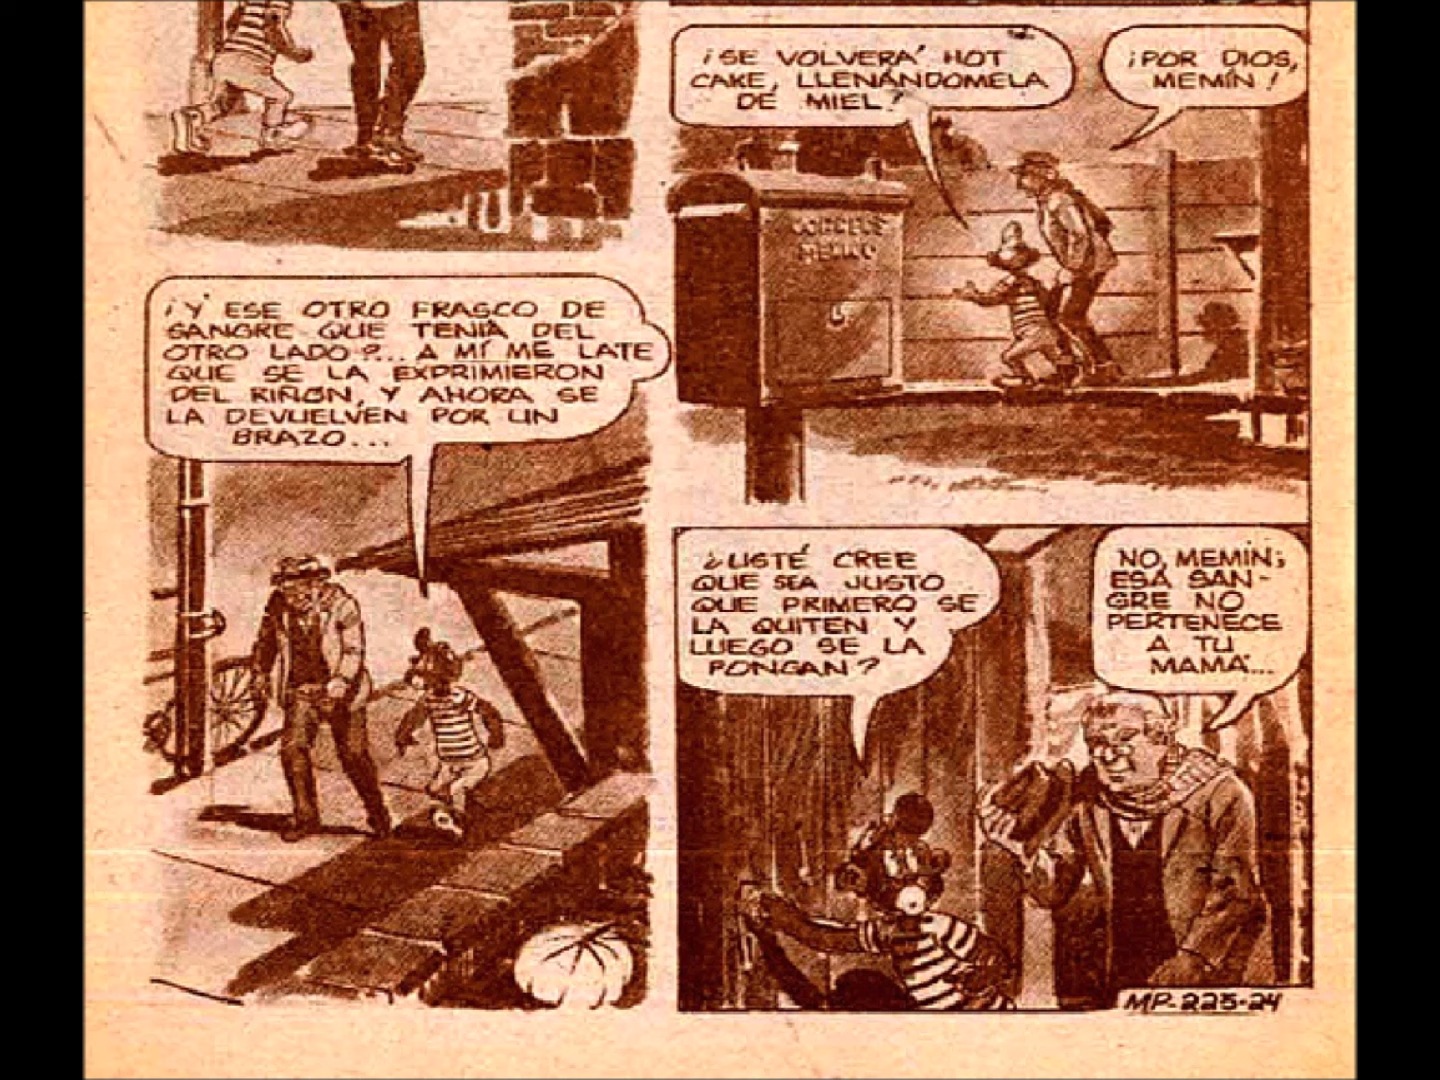 ¡SE VOLVERÁ HOT
CAKE, LLENÁNDOMELA
DE MIEL!
¡POR DIOS,
MEMÍN!
CORREOS
MEXICO
¡Y ESE OTRO FRASCO DE
SANGRE QUE TENÍA DEL
OTRO LADO?... A MÍ ME LATE
QUE SE LA EXPRIMIERON
DEL RIÑÓN, Y AHORA SE
LA DEVUELVEN POR UN
BRAZO...
¿USTÉ CREE
QUE SEA JUSTO
QUE PRIMERO SE
LA QUITEN Y
LUEGO SE LA
PONGAN?
NO, MEMÍN;
ESA SAN-
GRE NO
PERTENECE
A TU
MAMÁ...
MP-225-24